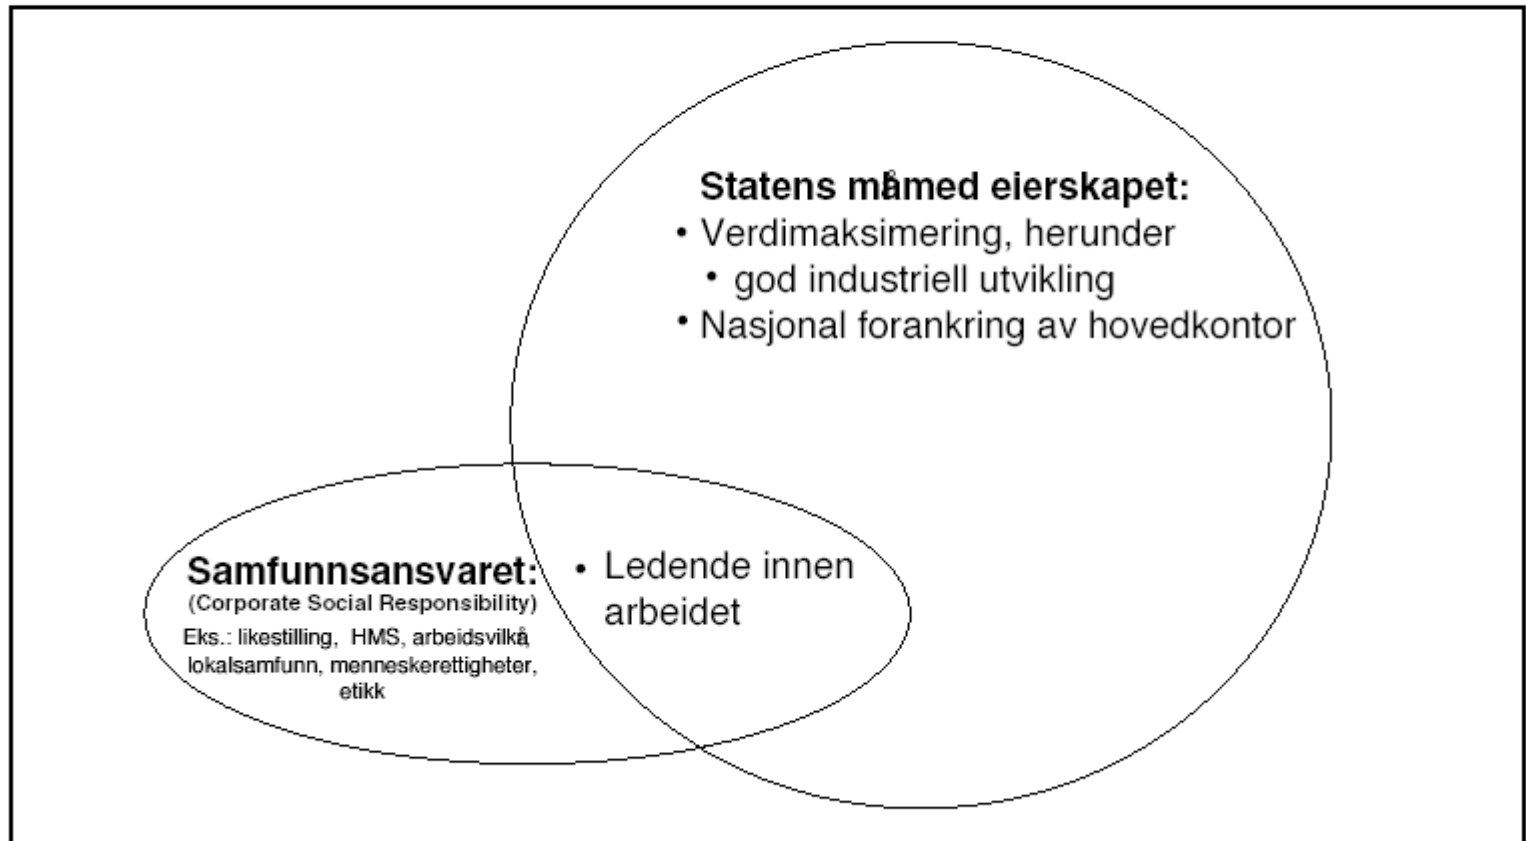 Statens mål med eierskapet:
• Verdimaksimering, herunder
• god industriell utvikling
• Nasjonal forankring av hovedkontor
Samfunnsansvaret:
(Corporate Social Responsibility)
Eks.: likestilling, HMS, arbeidsvilkår,
lokalsamfunn, menneskerettigheter,
etikk
• Ledende innen
arbeidet